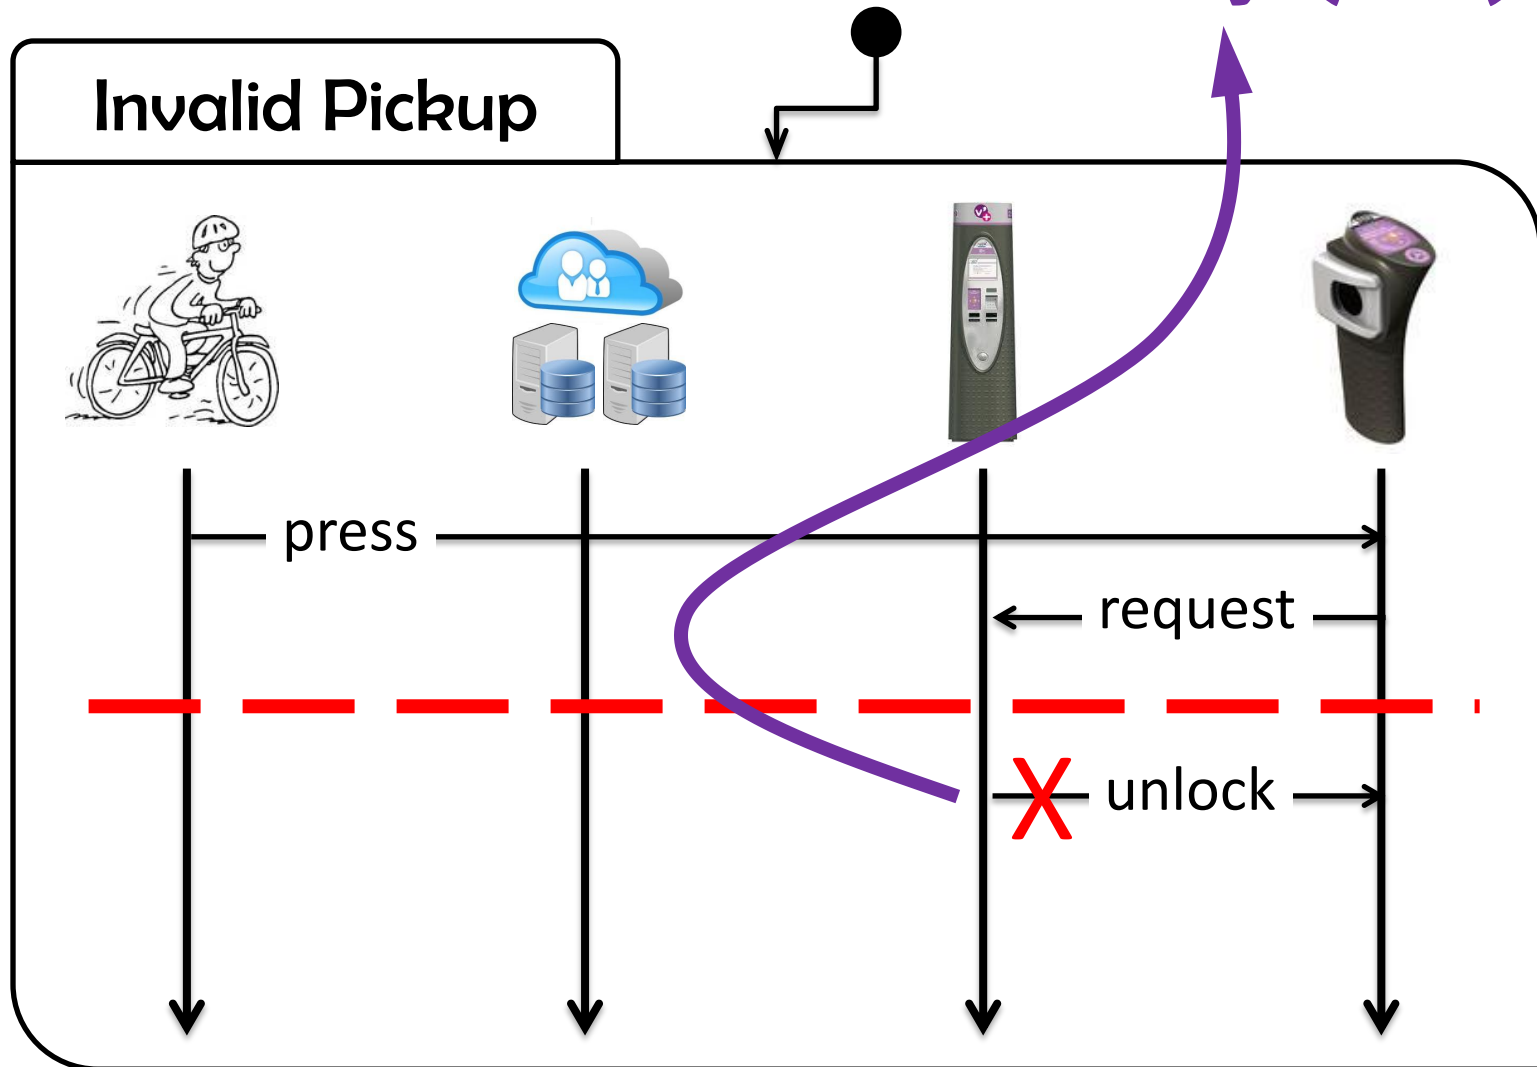 Invalid Pickup
press
request
X unlock